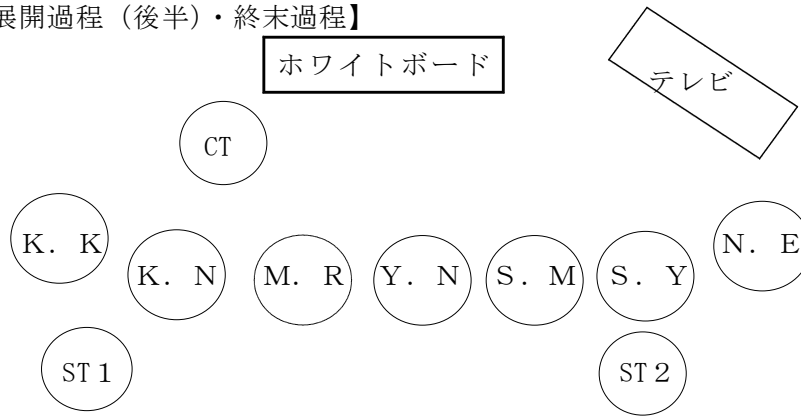 展開過程（後半）・終末過程】
ホワイトボード
テレビ
CT
K．K
K．N
M．R
Y．N
S．M
S．Y
N．E
ST１
ST２